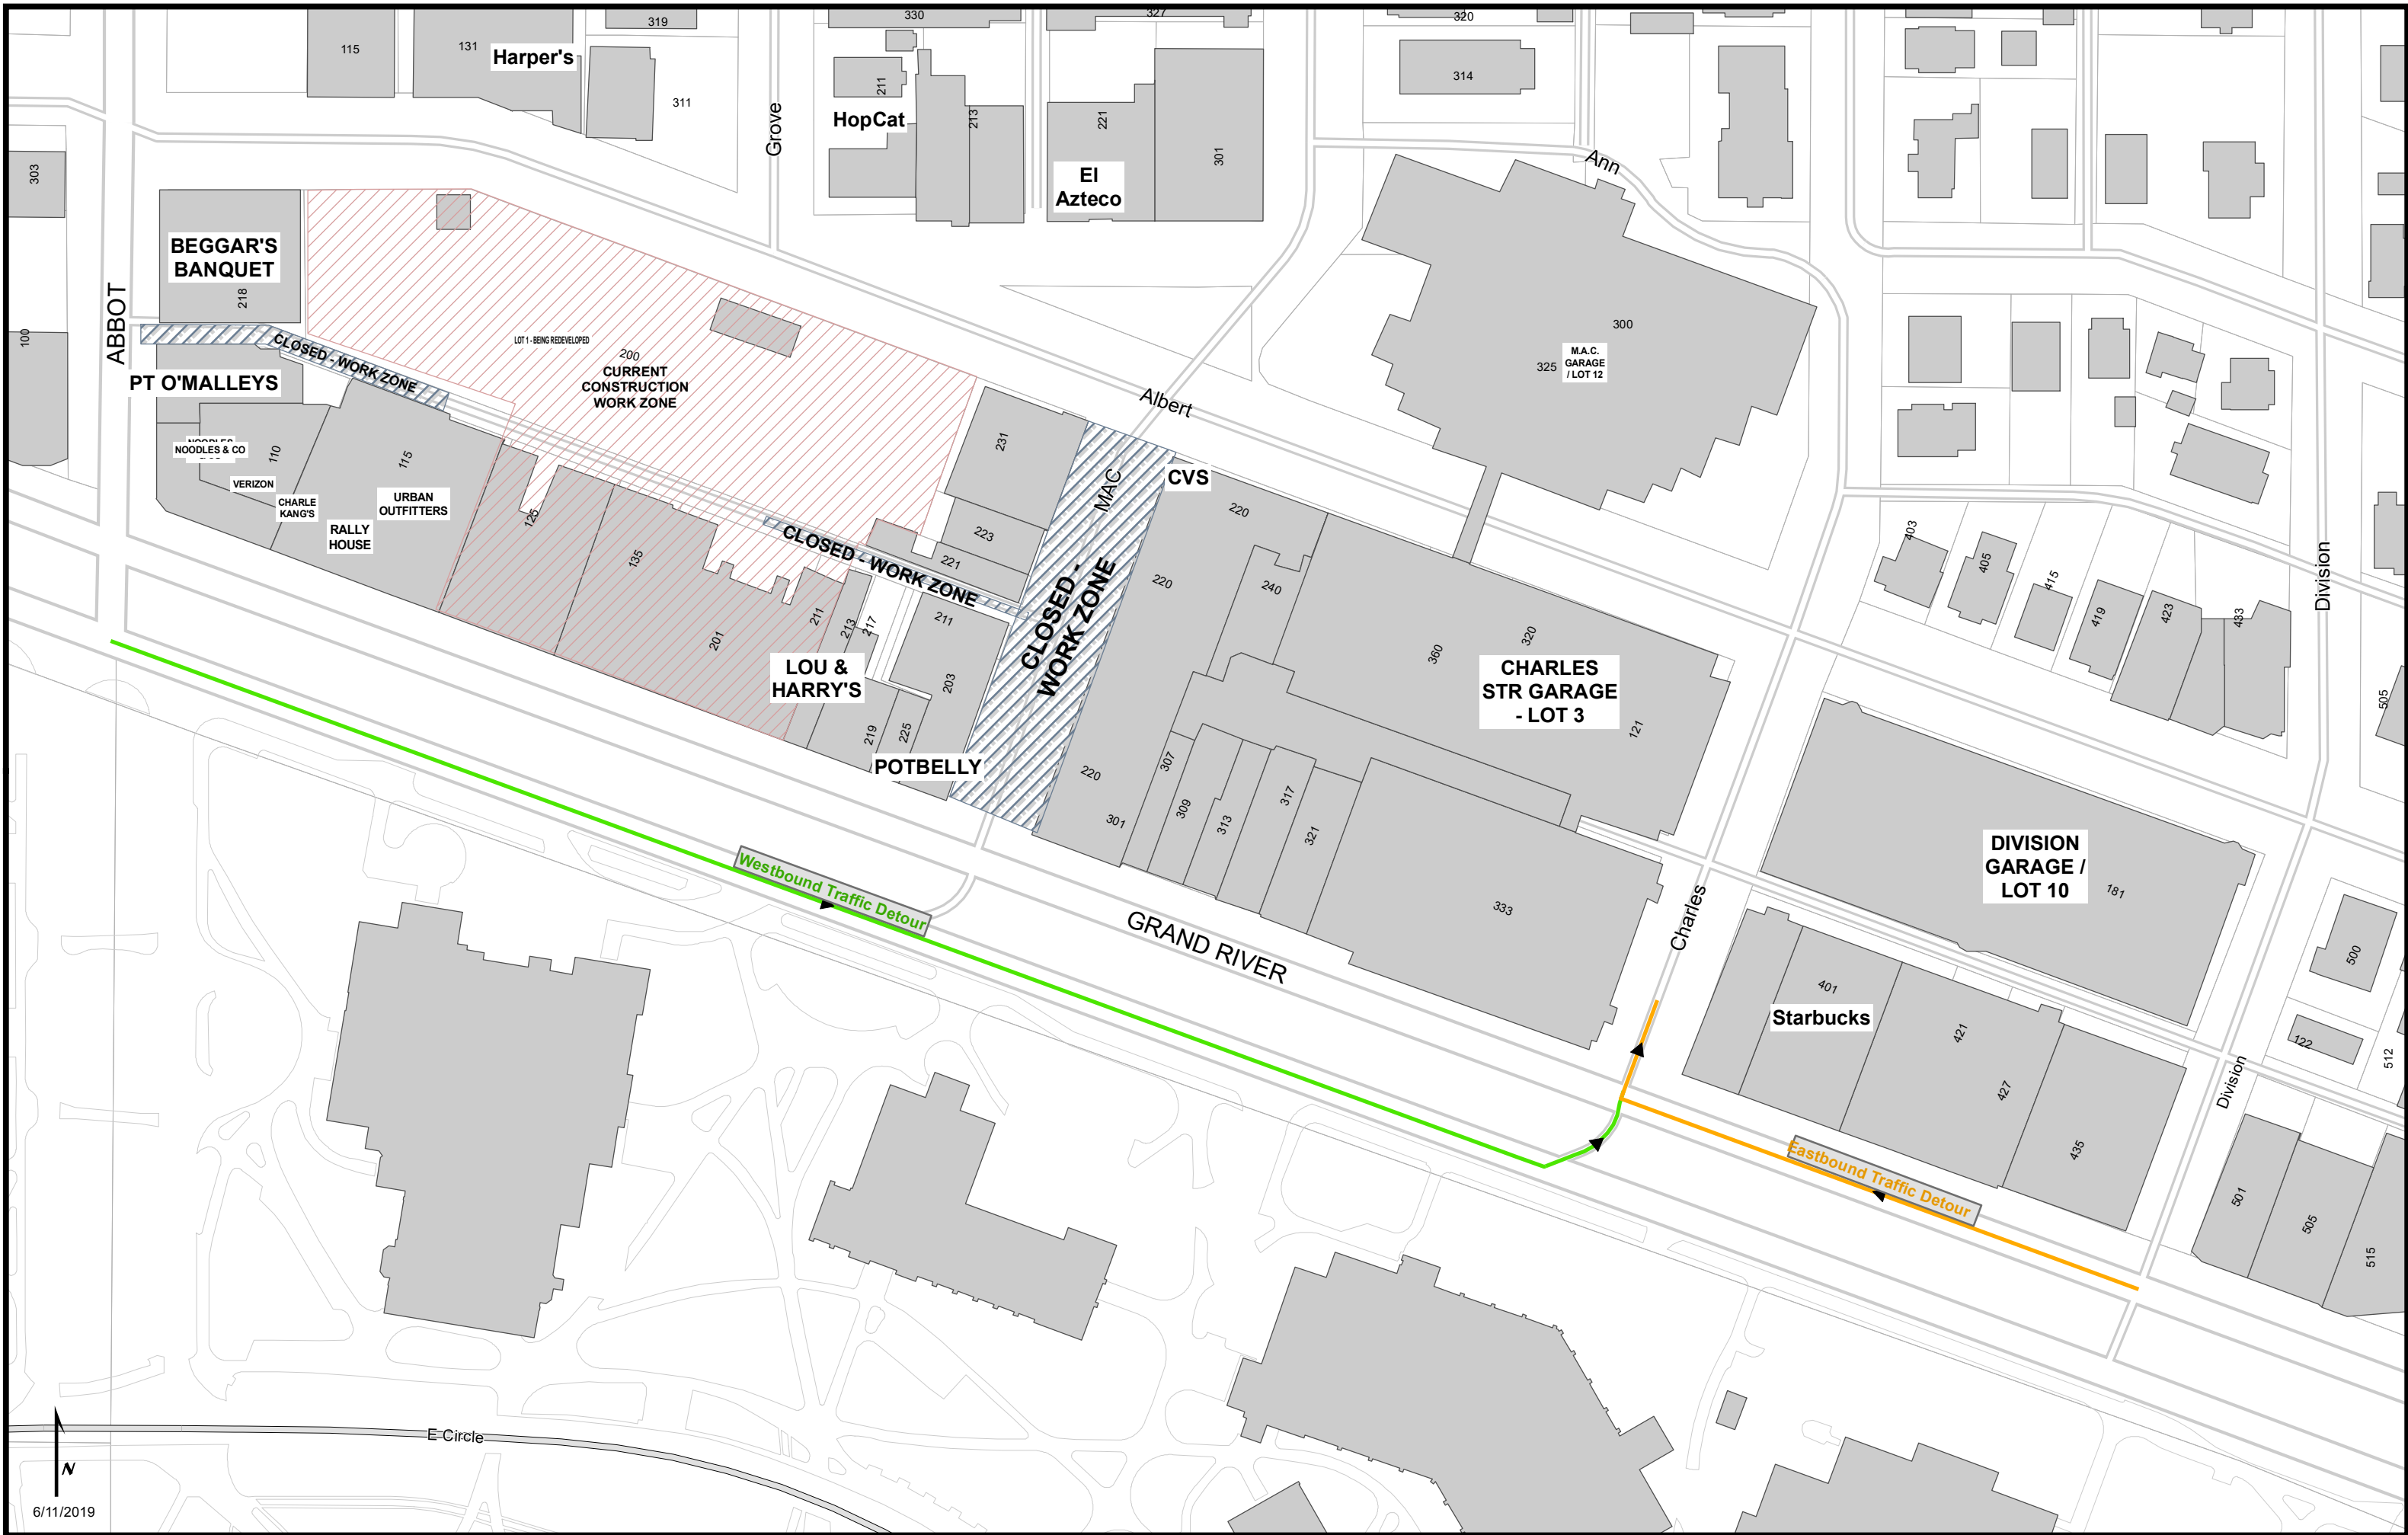 319
330
327
320
115
131
Harper's
311
211
HopCat
213
221
301
El
Azteco
314
Grove
Ann
303
BEGGAR'S
BANQUET
218
ABBOT
100
CLOSED - WORK ZONE
PT O'MALLEYS
LOT 1 - BEING REDEVELOPED
200
CURRENT
CONSTRUCTION
WORK ZONE
300
325
M.A.C.
GARAGE
/ LOT 12
Albert
NOODLES & CO
110
VERIZON
CHARLE
KANG'S
115
URBAN
OUTFITTERS
RALLY
HOUSE
125
135
201
211
213
217
CLOSED - WORK ZONE
231
223
221
211
203
LOU &
HARRY'S
219
225
POTBELLY
MAC
CLOSED -
WORK ZONE
CVS
220
220
240
220
301
307
309
313
317
321
360
320
CHARLES
STR GARAGE
- LOT 3
121
333
403
405
415
419
423
433
Division
505
DIVISION
GARAGE /
LOT 10
181
Charles
GRAND RIVER
Westbound Traffic Detour
401
Starbucks
421
427
435
Eastbound Traffic Detour
Division
500
122
512
501
505
515
E Circle
N
6/11/2019